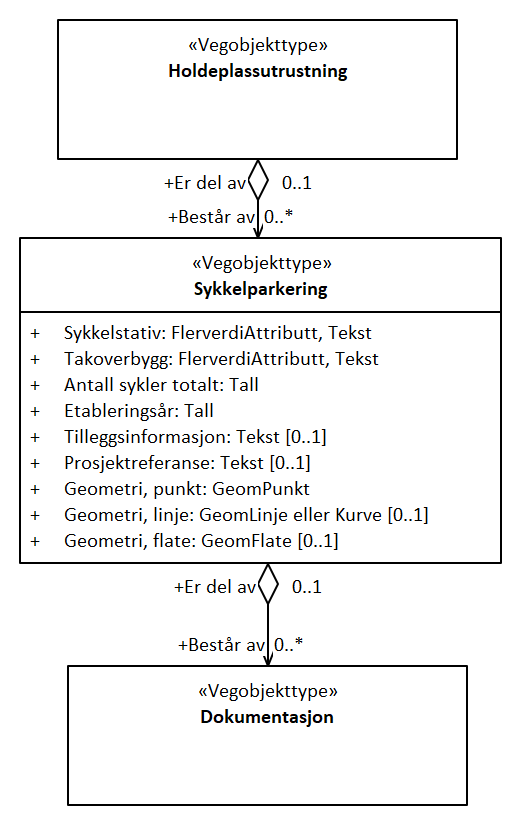 «Vegobjekttype»
Holdeplassutrustning
+Er del av 0..1
+Består av 0..*
«Vegobjekttype»
Sykkelparkering
+ Sykkelstativ: FlerverdiAttributt, Tekst
+ Takoverbygg: FlerverdiAttributt, Tekst
+ Antall sykler totalt: Tall
+ Etableringsår: Tall
+ Tilleggsinformasjon: Tekst [0..1]
+ Prosjektreferanse: Tekst [0..1]
+ Geometri, punkt: GeomPunkt
+ Geometri, linje: GeomLinje eller Kurve [0..1]
+ Geometri, flate: GeomFlate [0..1]
+Er del av 0..1
+Består av 0..*
«Vegobjekttype»
Dokumentasjon